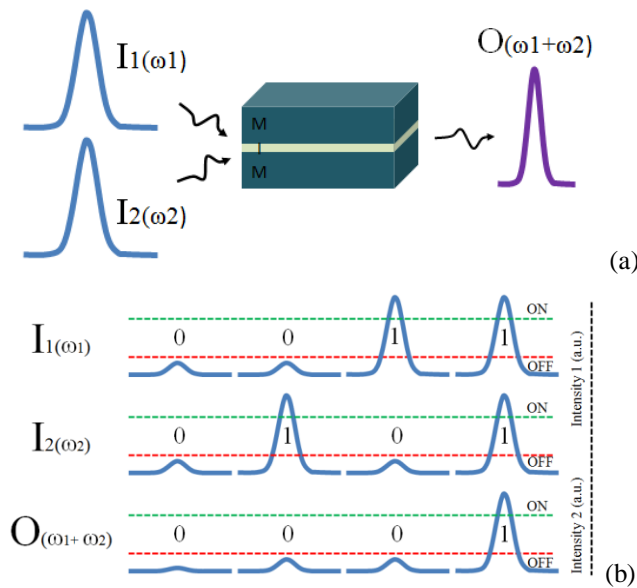 I1(ω1)
O(ω1+ω2)
M
I
M
I2(ω2)
(a)
I1(ω1)
0 0 1 1
ON
OFF
Intensity 1 (a.u.)
I2(ω2)
0 1 0 1
ON
OFF
O(ω1+ ω2)
0 0 0 1
ON
OFF
Intensity 2 (a.u.)
(b)